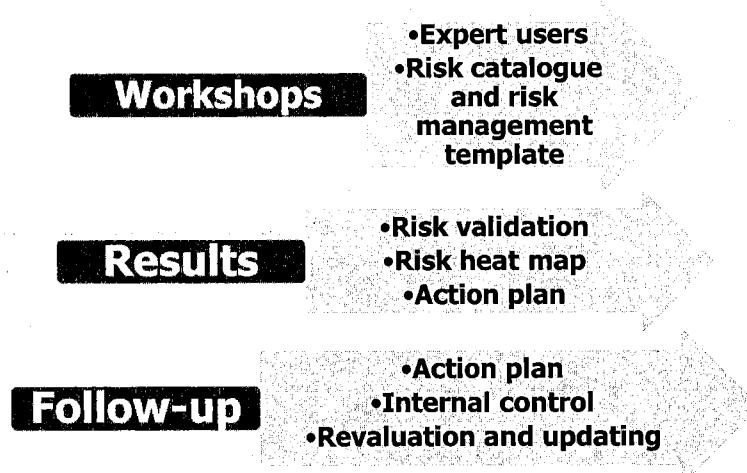 Workshops
•Expert users
•Risk catalogue
and risk
management
template
Results
•Risk validation
•Risk heat map
•Action plan
Follow-up
•Action plan
•Internal control
•Revaluation and updating